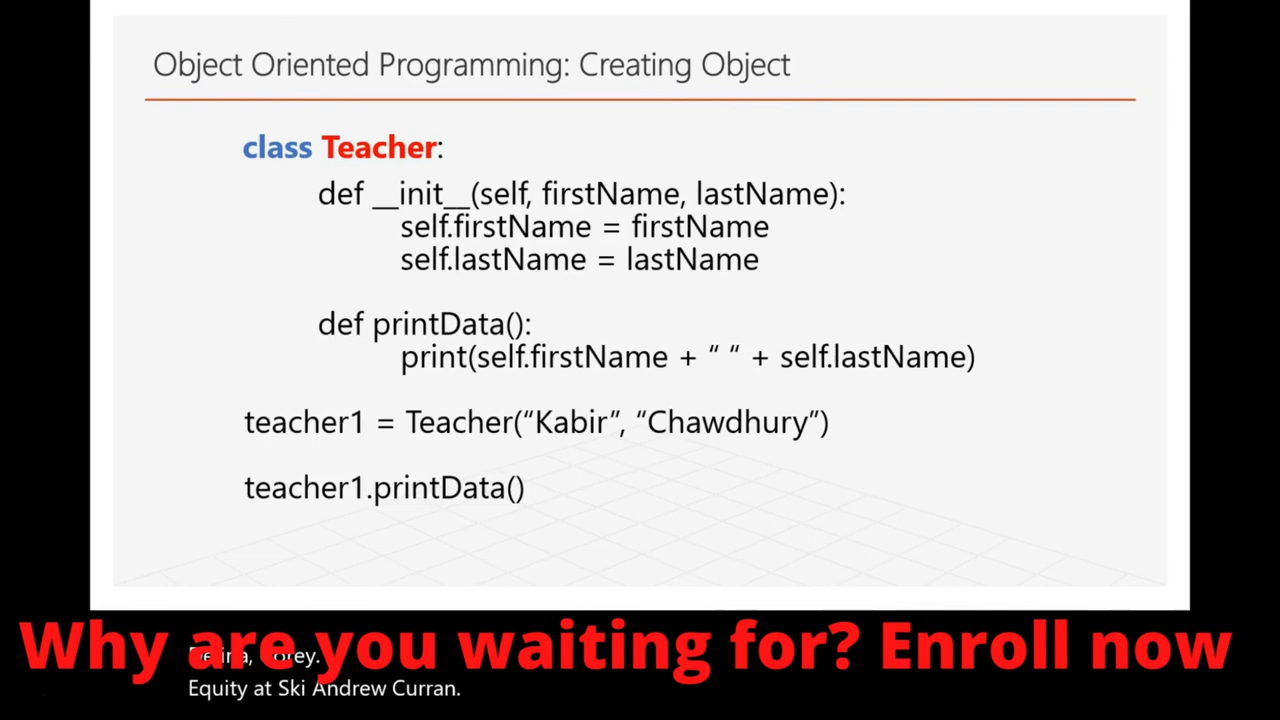 Object Oriented Programming: Creating Object
class Teacher:
def __init__(self, firstName, lastName):
self.firstName = firstName
self.lastName = lastName
def printData():
print(self.firstName + “ “ + self.lastName)
teacher1 = Teacher(“Kabir”, “Chawdhury”)
teacher1.printData()
Why are you waiting for? Enroll now
Equity at Ski Andrew Curran.